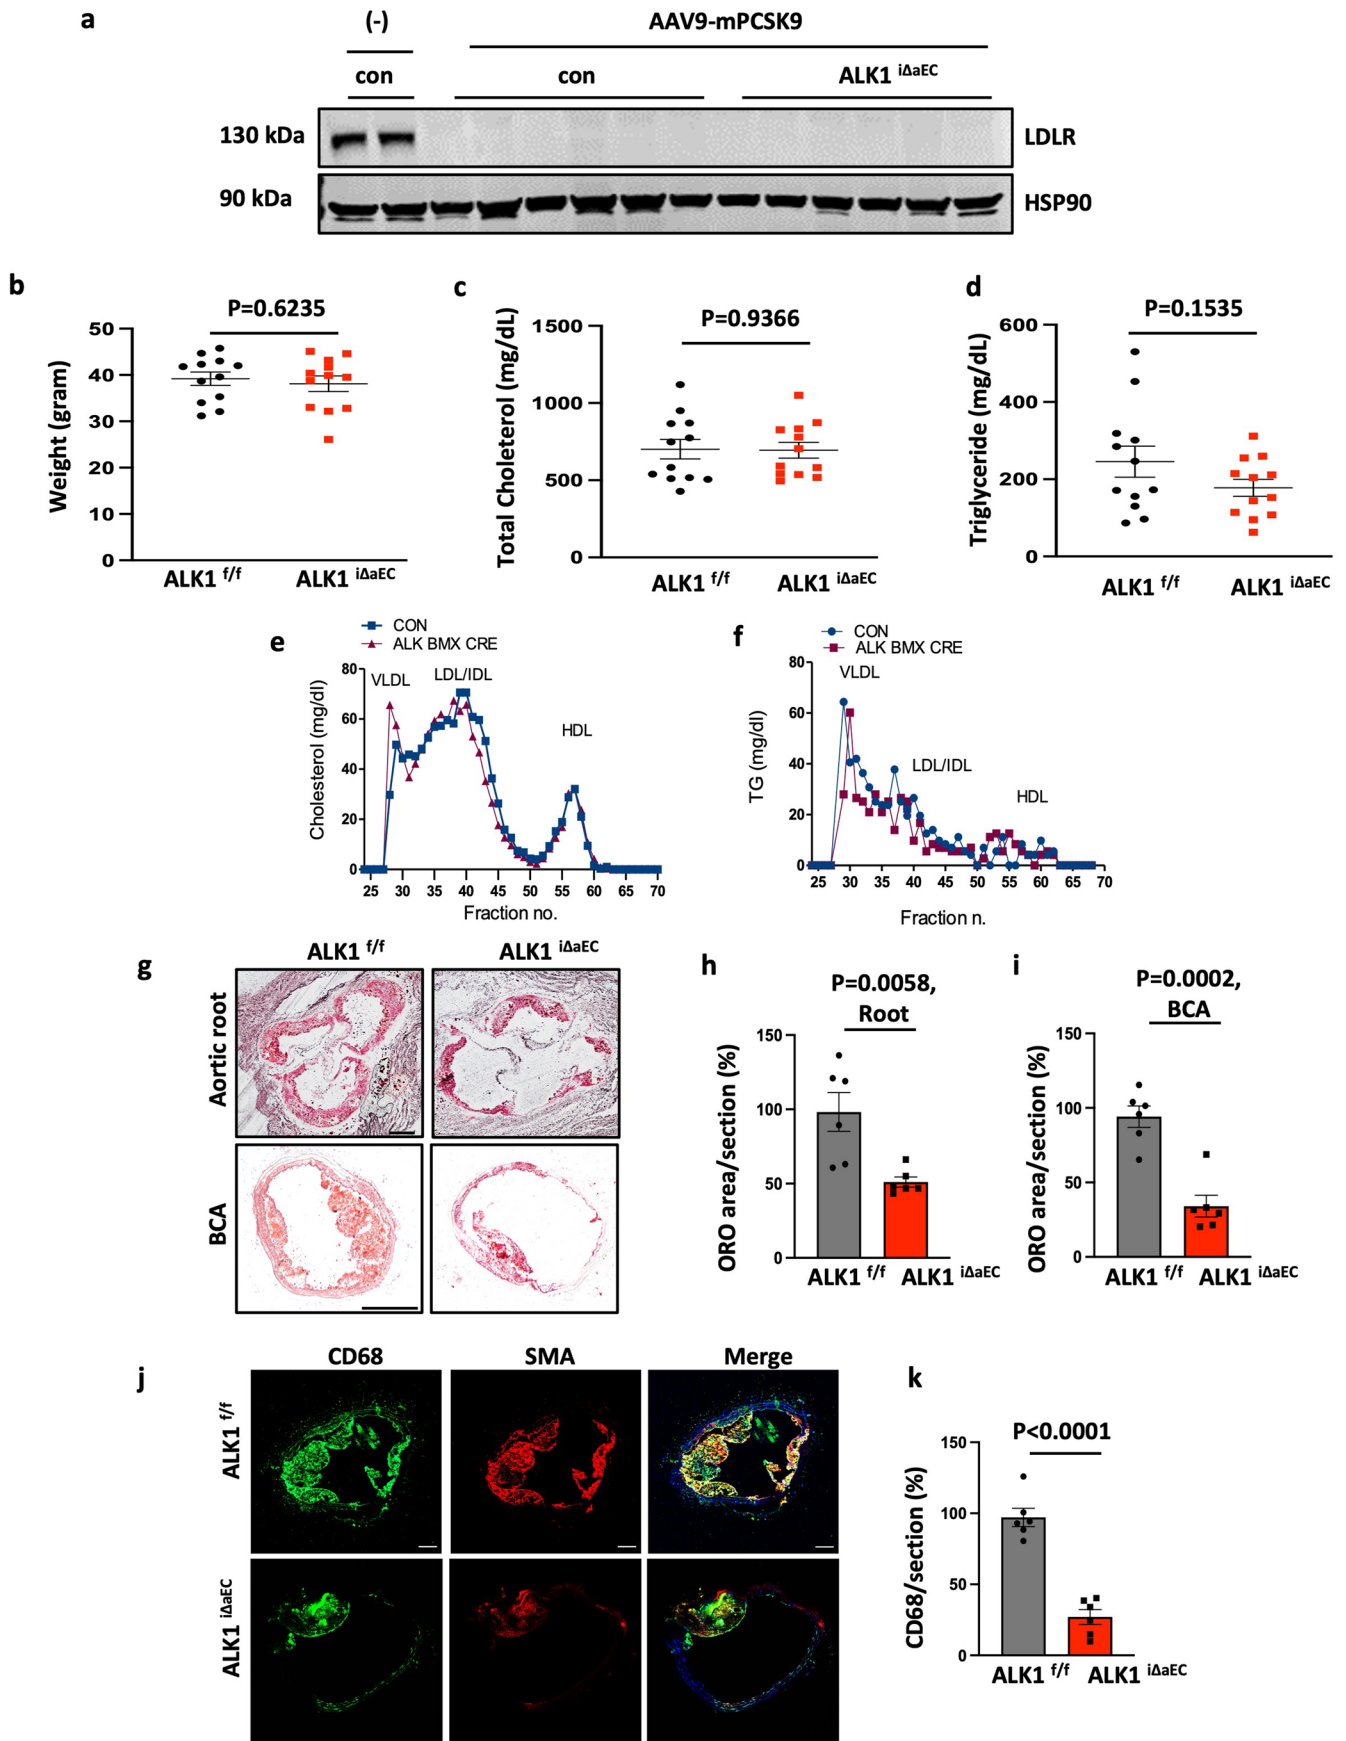 a
(-)
AAV9-mPCSK9
con
con
ALK1 iΔaEC
130 kDa
LDLR
90 kDa
HSP90
b
P=0.6235
Weight (gram)
50
40
30
20
10
0
ALK1 f/f
ALK1 iΔaEC
c
P=0.9366
Total Choleterol (mg/dL)
1500
1000
500
0
ALK1 f/f
ALK1 iΔaEC
d
P=0.1535
Triglyceride (mg/dL)
600
400
200
0
ALK1 f/f
ALK1 iΔaEC
e
CON
ALK BMX CRE
Cholesterol (mg/dl)
80
60
40
20
0
VLDL
LDL/IDL
HDL
25 30 35 40 45 50 55 60 65 70
Fraction no.
f
CON
ALK BMX CRE
TG (mg/dl)
80
60
40
20
0
VLDL
LDL/IDL
HDL
25 30 35 40 45 50 55 60 65 70
Fraction n.
g
ALK1 f/f
ALK1 iΔaEC
Aortic root
BCA
h
P=0.0058,
Root
ORO area/section (%)
150
100
50
0
ALK1 f/f
ALK1 iΔaEC
i
P=0.0002,
BCA
ORO area/section (%)
150
100
50
0
ALK1 f/f
ALK1 iΔaEC
j
CD68
SMA
Merge
ALK1 f/f
ALK1 iΔaEC
k
P<0.0001
CD68/section (%)
150
100
50
0
ALK1 f/f
ALK1 iΔaEC